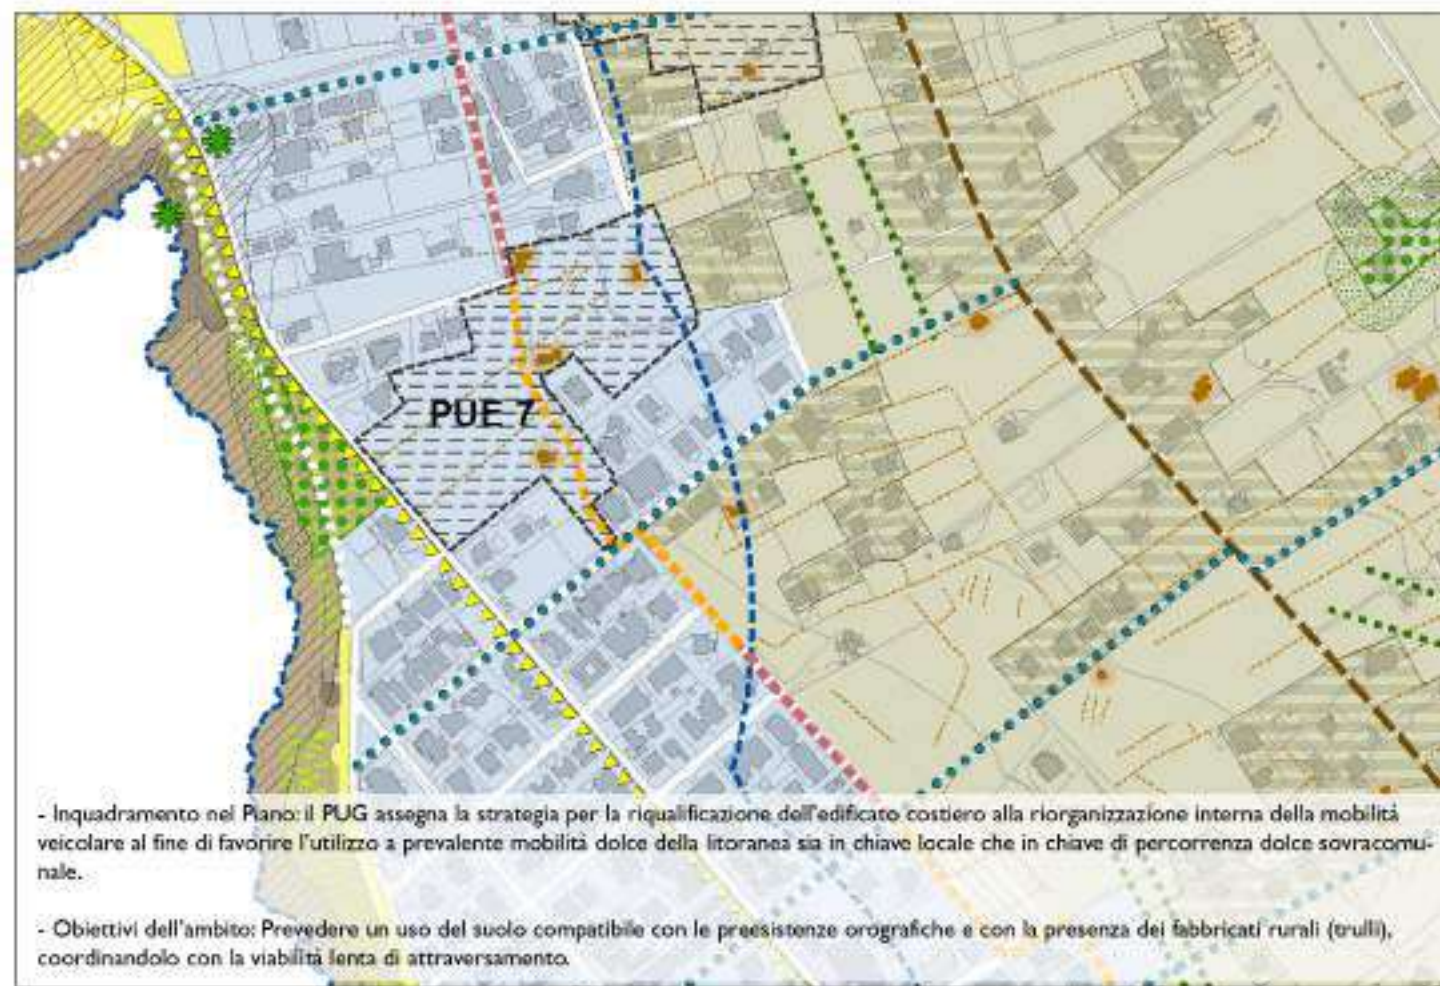 PUE 7
- Inquadramento nel Piano: il PUG assegna la strategia per la riqualificazione dell'edificato costiero alla riorganizzazione interna della mobilità
veicolare al fine di favorire l'utilizzo a prevalente mobilità dolce della litoranea sia in chiave locale che in chiave di percorrenza dolce sovracomu-
nale.
- Obiettivi dell'ambito: Prevedere un uso del suolo compatibile con le preesistenze orografiche e con la presenza dei fabbricati rurali (trulli),
coordinandolo con la viabilità lenta di attraversamento.